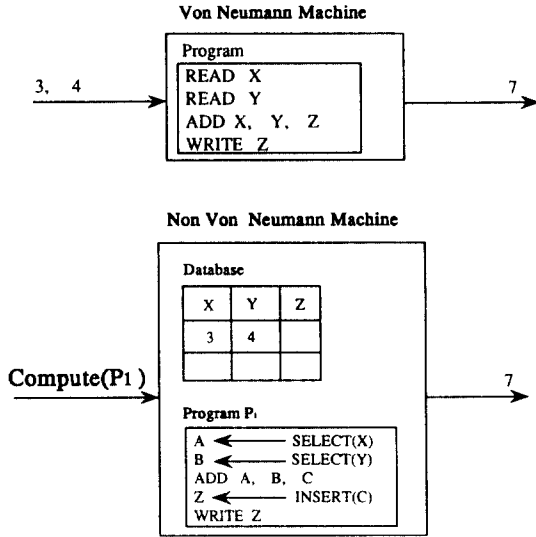 Von Neumann Machine
Program
READ X
READ Y
ADD X, Y, Z
WRITE Z
3, 4
7
Non Von Neumann Machine
Database
X Y Z
3 4
Compute(P1)
7
Program P1
A SELECT(X)
B SELECT(Y)
ADD A, B, C
Z INSERT(C)
WRITE Z